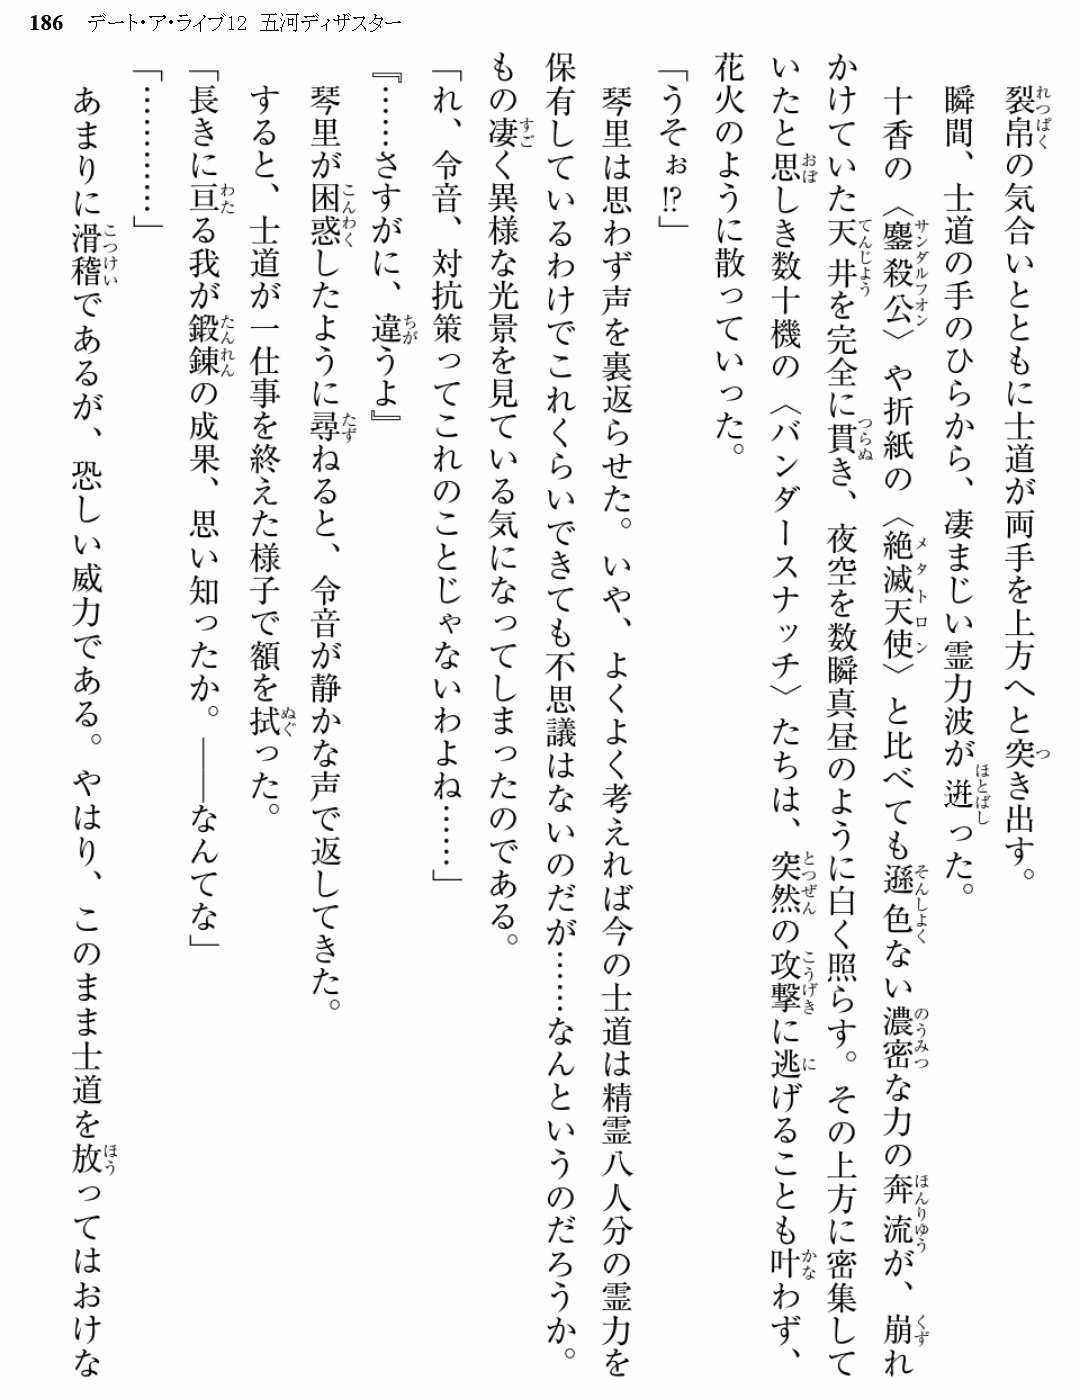 186 デート・ア・ライブ12 五河ディザスター
裂帛の気合いとともに士道が両手を上方へと突き出す。
瞬間、士道の手のひらから、凄まじい霊力波が迸った。
十香の〈鏖殺公〉や折紙の〈絶滅天使〉と比べても遜色ない濃密な力の奔流が、崩れ
かけていた天井を完全に貫き、夜空を数瞬真昼のように白く照らす。その上方に密集して
いたと思しき数十機の〈バンダースナッチ〉たちは、突然の攻撃に逃げることも叶わず、
花火のように散っていった。
「うそぉ!?」
琴里は思わず声を裏返らせた。いや、よくよく考えれば今の士道は精霊八人分の霊力を
保有しているわけでこれくらいできても不思議はないのだが……なんというのだろうか。
もの凄く異様な光景を見ている気になってしまったのである。
「れ、令音、対抗策ってこれのことじゃないわよね……」
『……さすがに、違うよ』
琴里が困惑したように尋ねると、令音が静かな声で返してきた。
すると、士道が一仕事を終えた様子で額を拭った。
「長きに亘る我が鍛錬の成果、思い知ったか。――なんてな」
「…………」
あまりに滑稽であるが、恐しい威力である。やはり、このまま士道を放ってはおけな